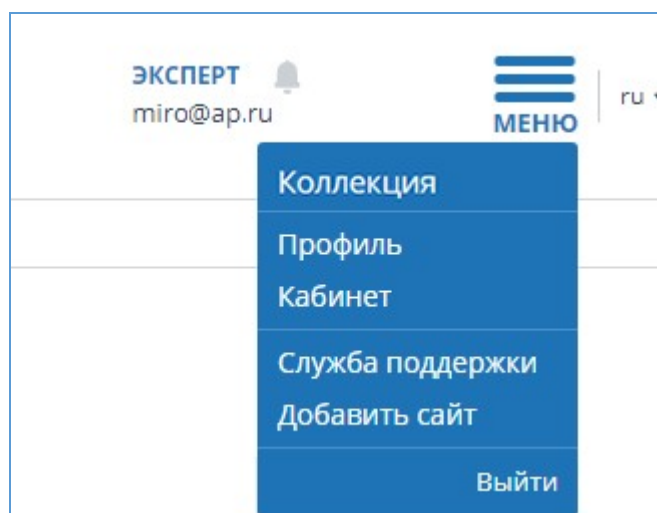 ЭКСПЕРТ
miro@ap.ru
МЕНЮ
ru
Коллекция
Профиль
Кабинет
Служба поддержки
Добавить сайт
Выйти